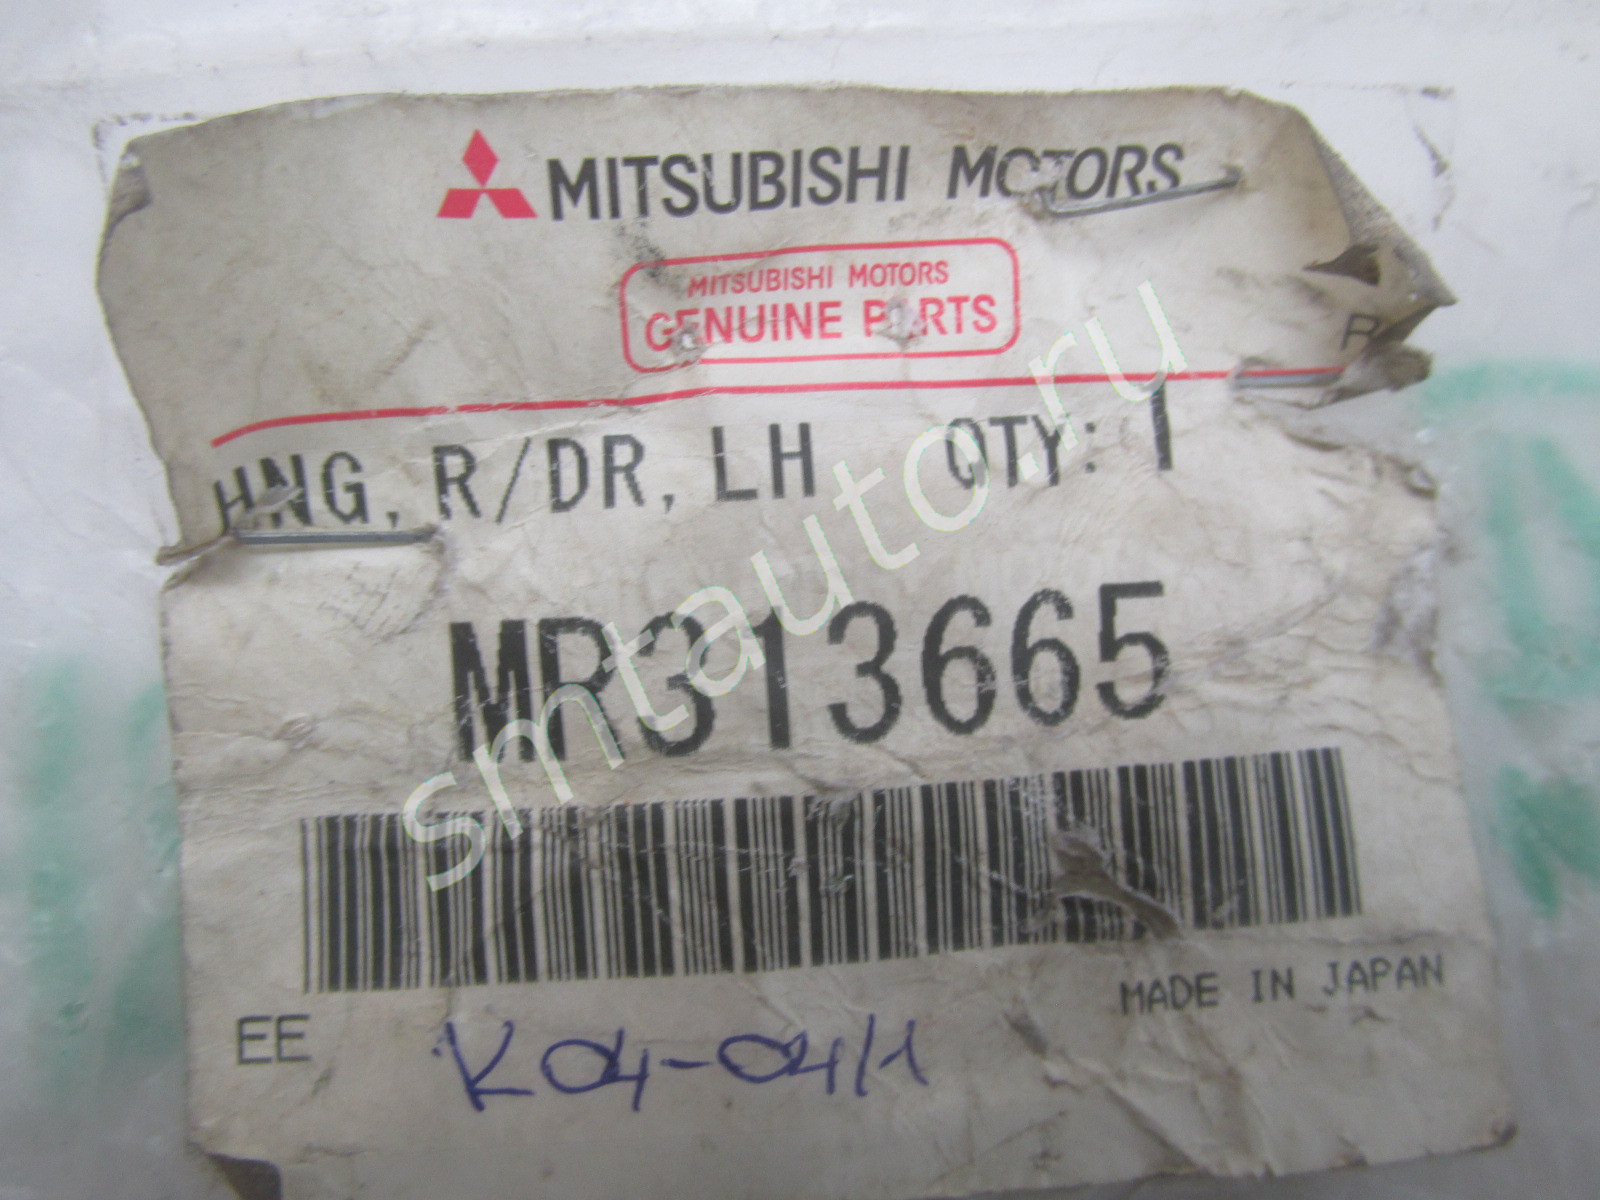 MITSUBISHI MOTORS
MITSUBISHI MOTORS
GENUINE PARTS
R
HNG, R/DR, LH QTY: 1
MR313665
smtauto.ru
MADE IN JAPAN
EE
K04-04/1